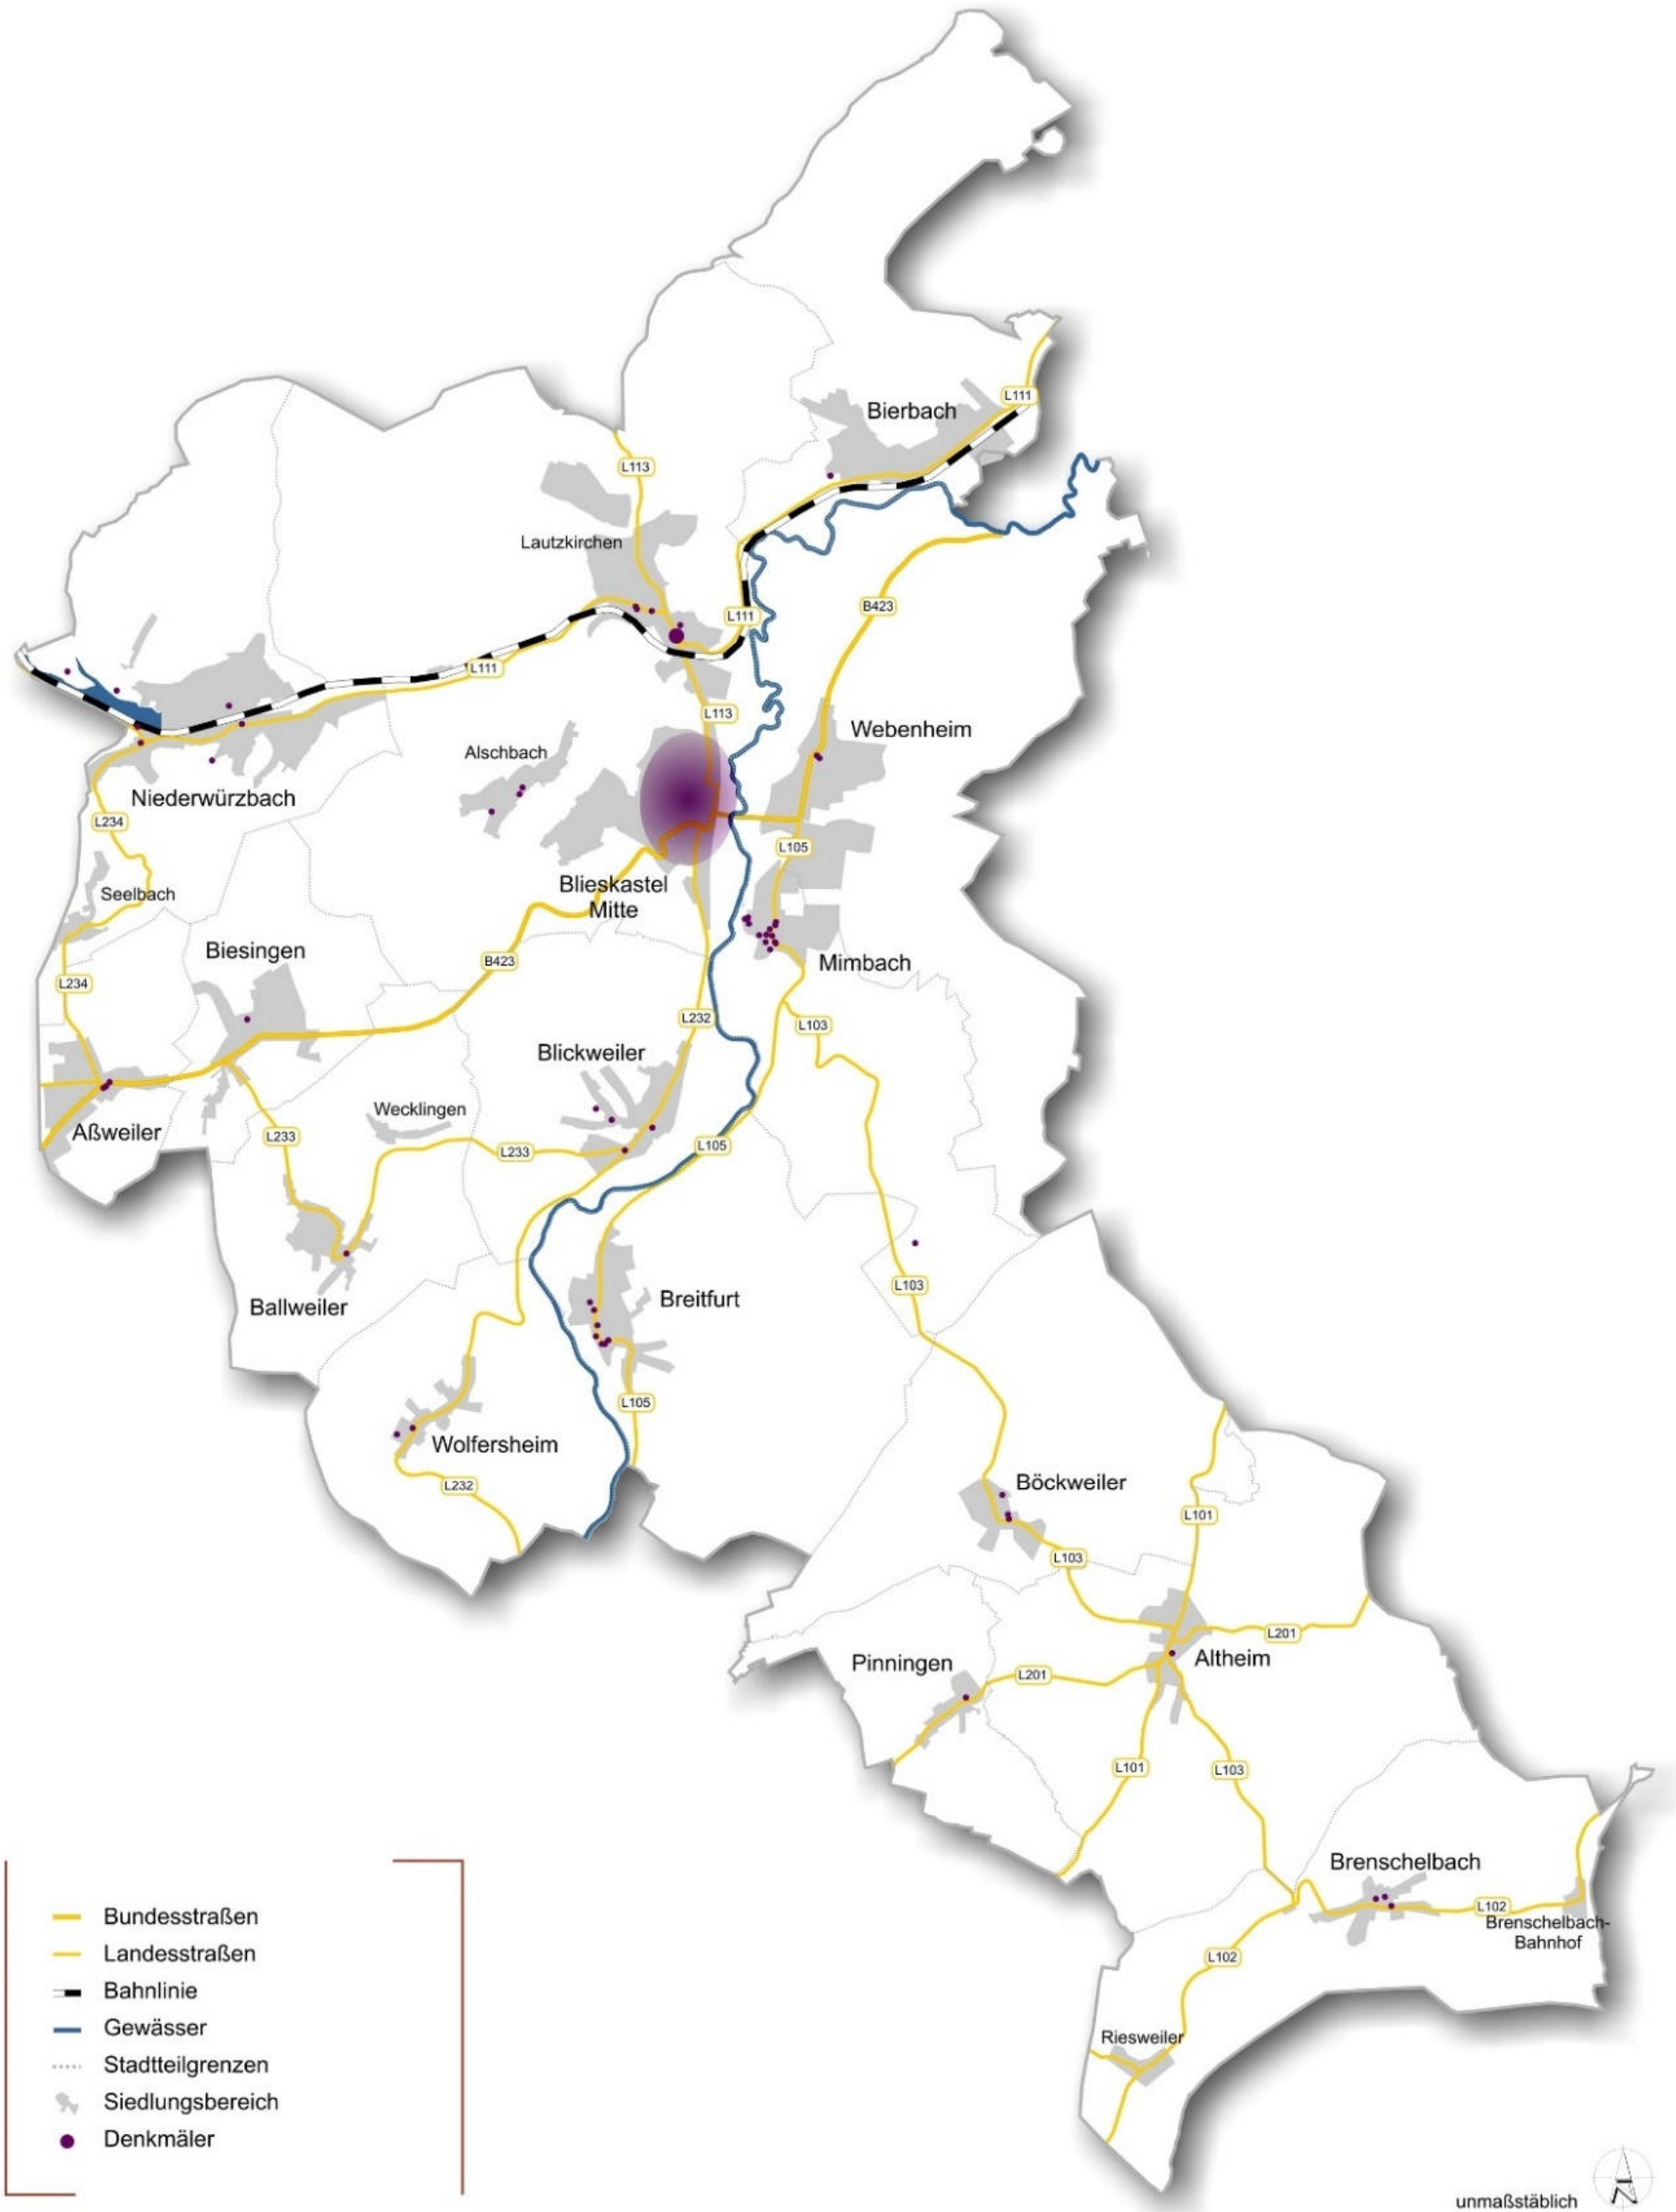 L111
Bierbach
L113
Lautzkirchen
B423
L111
L111
L113
Webenheim
Alschbach
Niederwürzbach
L234
L105
Blieskastel
Mitte
Seelbach
Biesingen
B423
Mimbach
L234
L232
L103
Blickweiler
Wecklingen
Aßweiler
L233
L233
L105
L103
Ballweiler
Breitfurt
L105
Wolfersheim
L232
Böckweiler
L101
L103
L201
Pinningen
L201
Altheim
L101
L103
Brenschelbach
L102
Brenschelbach-
Bahnhof
L102
Riesweiler
Bundesstraßen
Landesstraßen
Bahnlinie
Gewässer
Stadtteilgrenzen
Siedlungsbereich
Denkmäler
unmaßstäblich
N